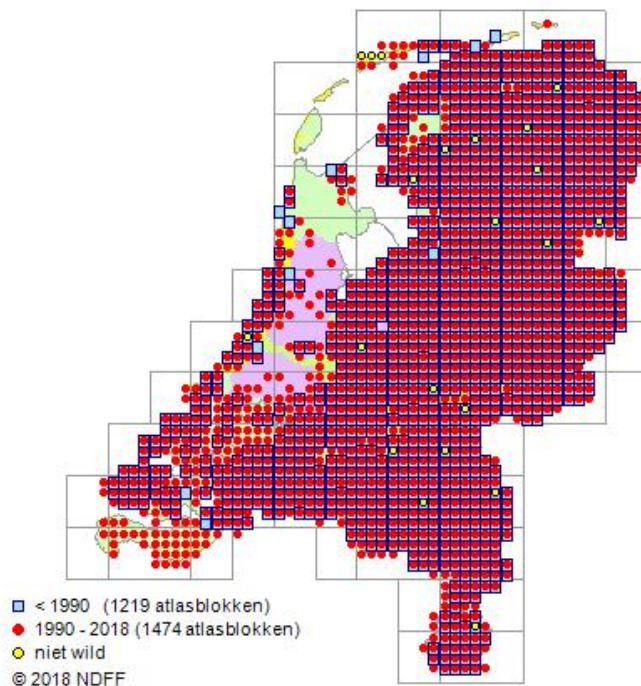 < 1990 (1219 atlasblokken)
1990 - 2018 (1474 atlasblokken)
niet wild
© 2018 NDFF